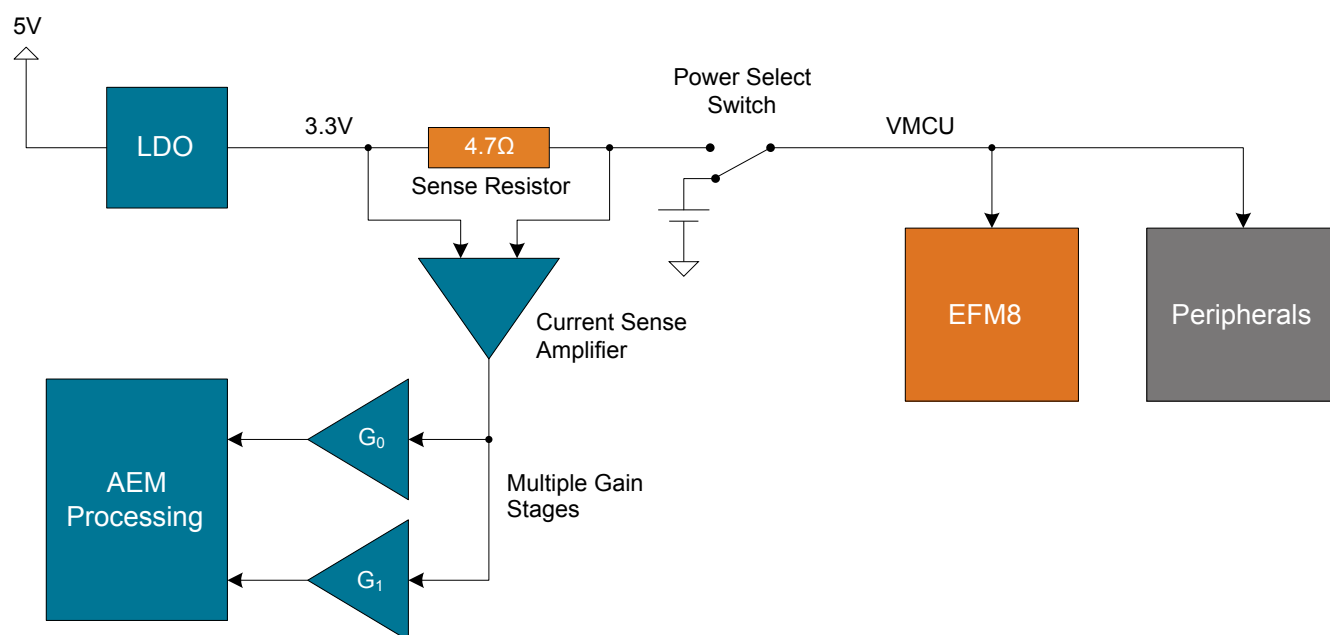 5V
LDO
3.3V
4.7Ω
Sense Resistor
Power Select
Switch
VMCU
EFM8
Peripherals
Current Sense
Amplifier
AEM
Processing
G₀
G₁
Multiple Gain
Stages